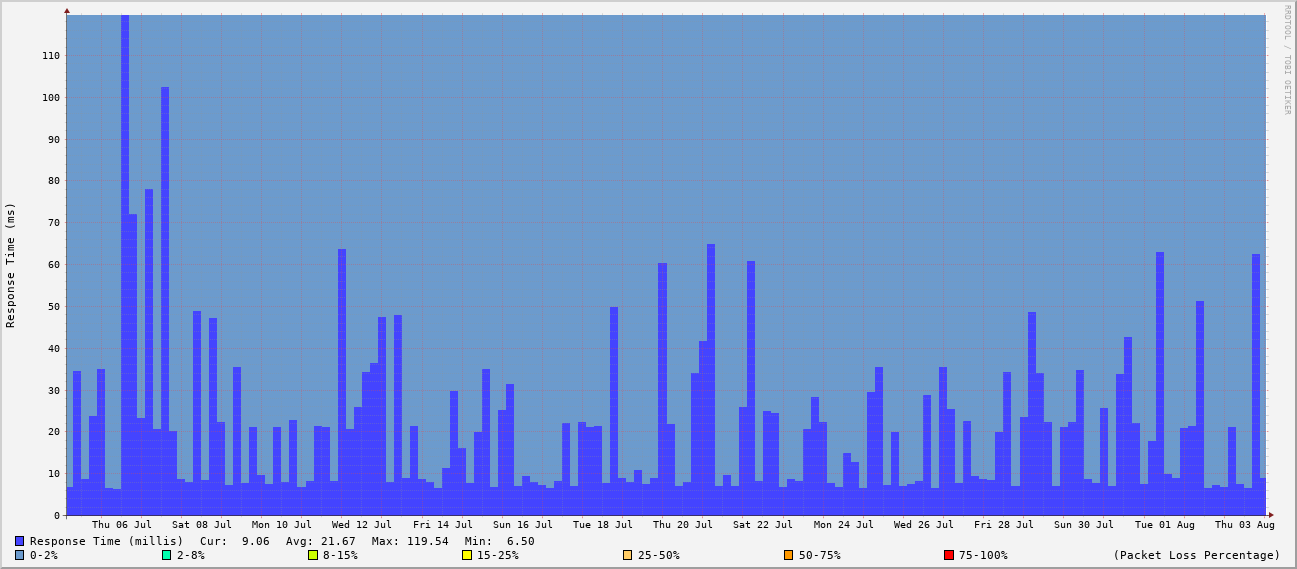 RRDTOOL / TOBI OETIKER
Response Time (ms)
110
100
90
80
70
60
50
40
30
20
10
0
Thu 06 Jul Sat 08 Jul Mon 10 Jul Wed 12 Jul Fri 14 Jul Sun 16 Jul Tue 18 Jul Thu 20 Jul Sat 22 Jul Mon 24 Jul Wed 26 Jul Fri 28 Jul Sun 30 Jul Tue 01 Aug Thu 03 Aug
Response Time (millis) Cur: 9.06 Avg: 21.67 Max: 119.54 Min: 6.50
0-2% 2-8% 8-15% 15-25% 25-50% 50-75% 75-100% (Packet Loss Percentage)